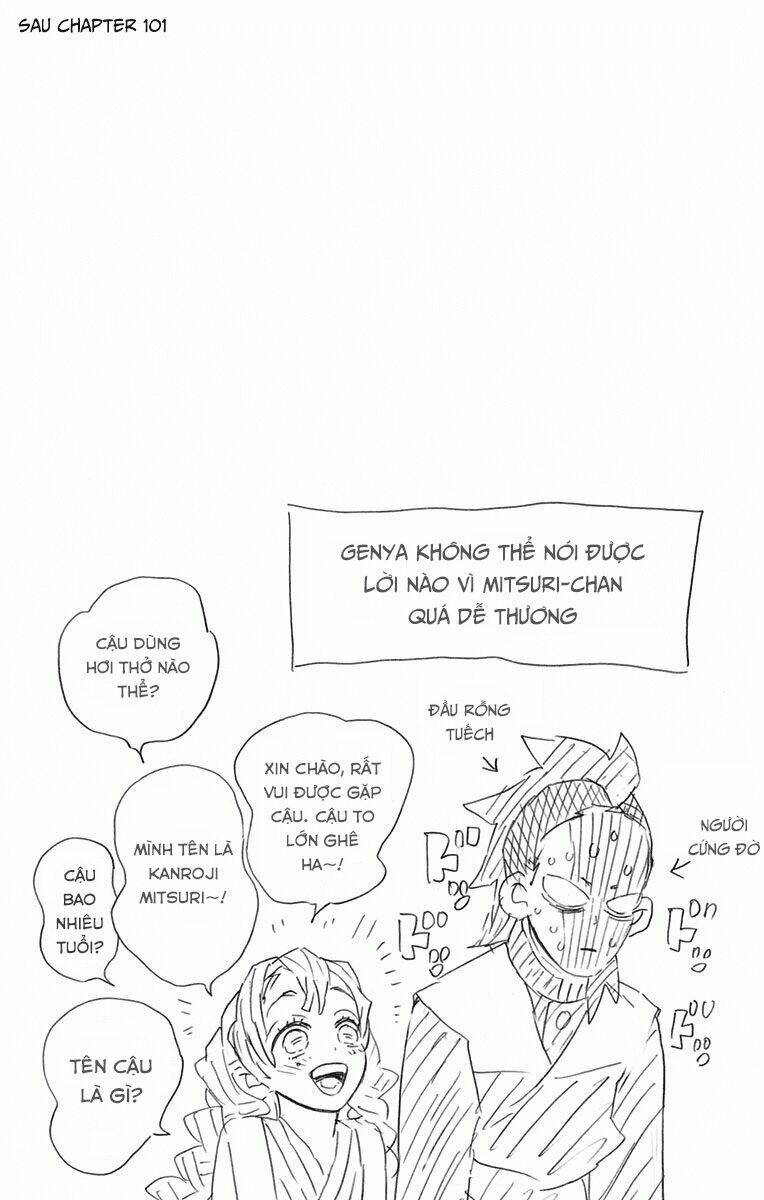 SAU CHAPTER 101
GENYA KHÔNG THỂ NÓI ĐƯỢC
LỜI NÀO VÌ MITSURI-CHAN
QUÁ DỄ THƯƠNG
CẬU DÙNG
HƠI THỞ NÀO
THẾ?
ĐẦU RỖNG
TUẾCH
XIN CHÀO, RẤT
VUI ĐƯỢC GẶP
CẬU. CẬU TO
LỚN GHÊ
HA~!
NGƯỜI
CỨNG ĐỜ
MÌNH TÊN LÀ
KANROJI
MITSURI~!
CẬU
BAO
NHIÊU
TUỔI?
TÊN CẬU
LÀ GÌ?